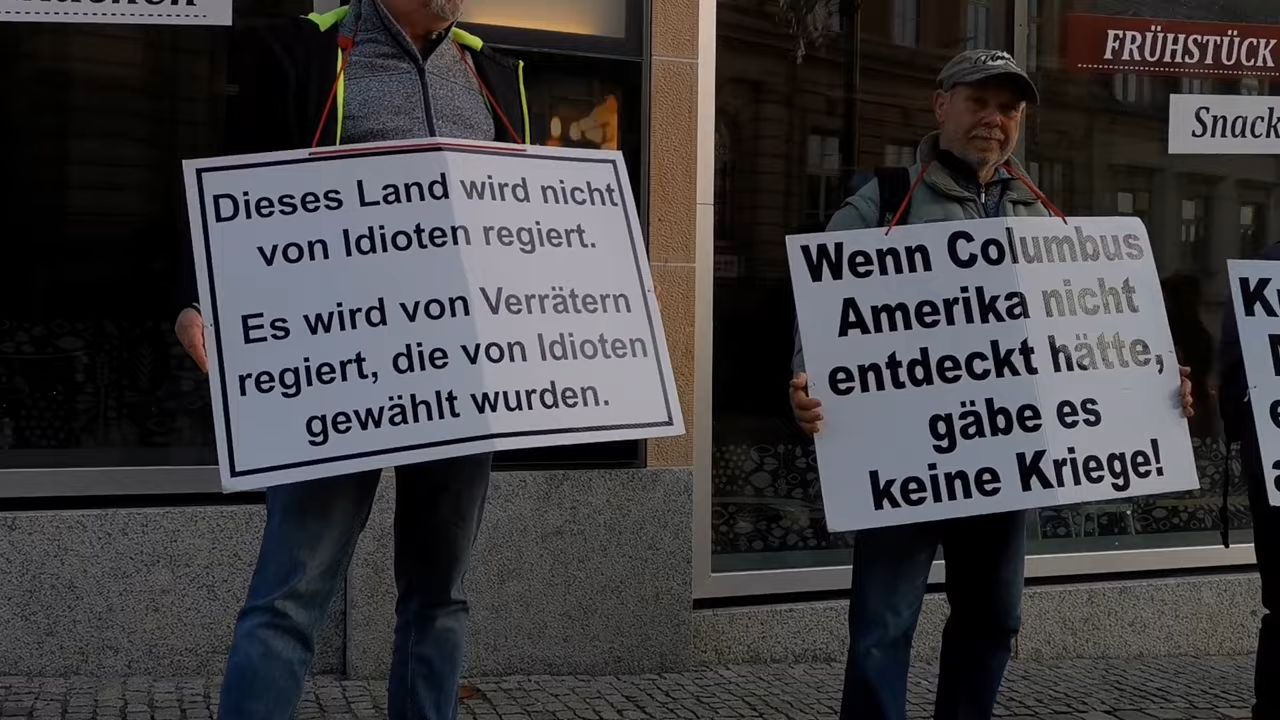 Dieses Land wird nicht
von Idioten regiert.
Es wird von Verrätern
regiert, die von Idioten
gewählt wurden.
Wenn Columbus
Amerika nicht
entdeckt hätte,
gäbe es
keine Kriege!
FRÜHSTÜCK
Snack